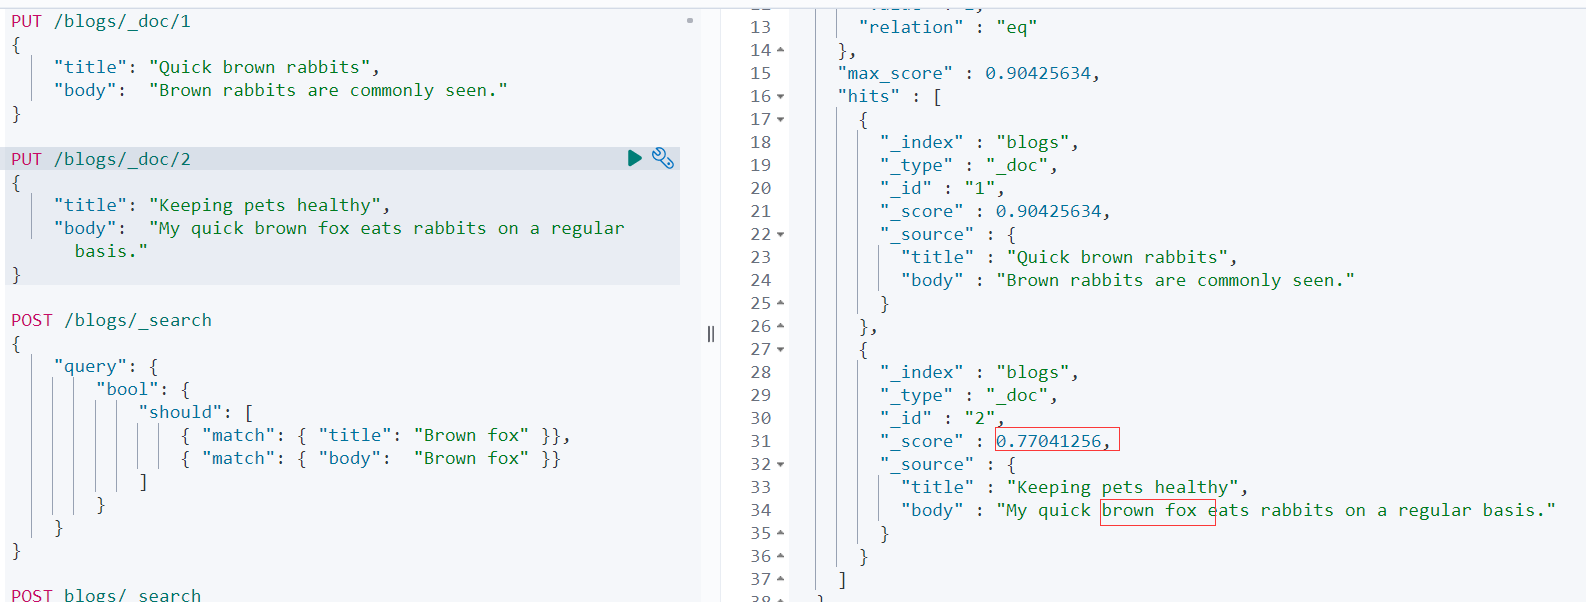 PUT /blogs/_doc/1
{
"title": "Quick brown rabbits",
"body":  "Brown rabbits are commonly seen."
}
PUT /blogs/_doc/2
{
"title": "Keeping pets healthy",
"body":  "My quick brown fox eats rabbits on a regular
basis."
}
POST /blogs/_search
{
"query": {
"bool": {
"should": [
{ "match": { "title": "Brown fox" }},
{ "match": { "body":  "Brown fox" }}
]
}
}
}
POST blogs/_search
13 "relation" : "eq"
14 },
15 "max_score" : 0.90425634,
16 "hits" : [
17 {
18 "_index" : "blogs",
19 "_type" : "_doc",
20 "_id" : "1",
21 "_score" : 0.90425634,
22 "_source" : {
23 "title" : "Quick brown rabbits",
24 "body" : "Brown rabbits are commonly seen."
25 }
26 },
27 {
28 "_index" : "blogs",
29 "_type" : "_doc",
30 "_id" : "2",
31 "_score" : 0.77041256,
32 "_source" : {
33 "title" : "Keeping pets healthy",
34 "body" : "My quick brown fox eats rabbits on a regular basis."
35 }
36 }
37 ]
38 }